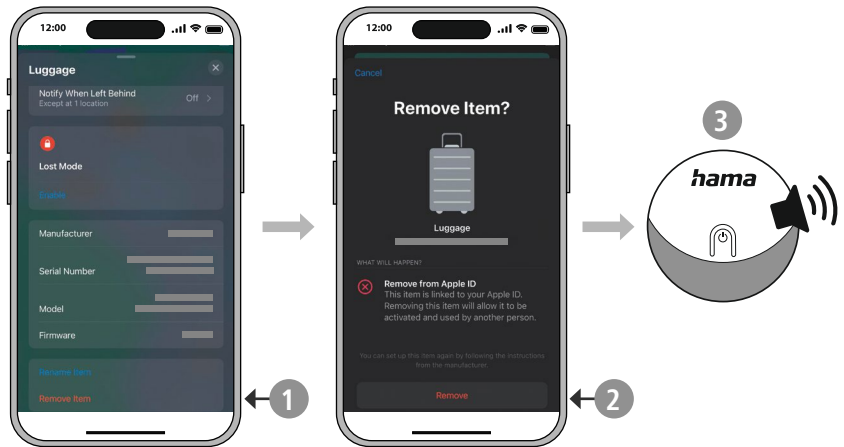 12:00
Luggage
Notify When Left Behind
Except at 1 location
Off >
Lost Mode
Enable
Manufacturer
Serial Number
Model
Firmware
Rename Item
Remove Item
1
12:00
Cancel
Remove Item?
Luggage
WHAT WILL HAPPEN?
Remove from Apple ID
This item is linked to your Apple ID.
Removing this item will allow it to be
activated and used by another person.
You can set up this item again by following the instructions
from the manufacturer.
Remove
2
3
hama